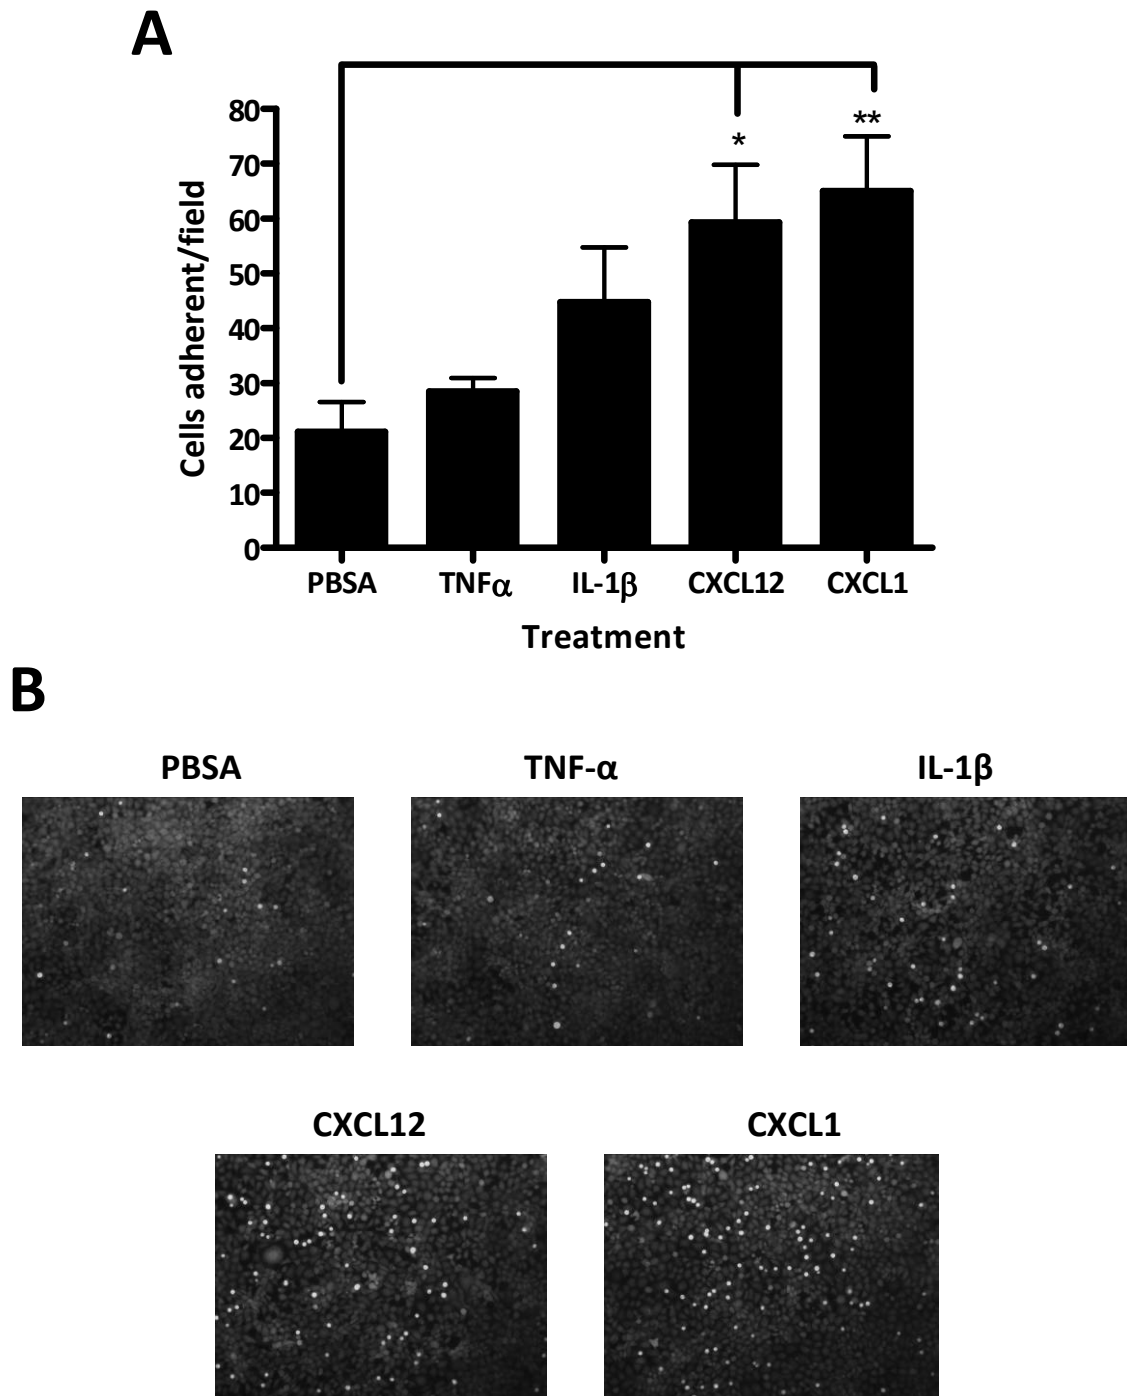 A
80
70
60
50
40
30
20
10
0
Cells adherent/field
*
**
PBSA TNFα IL-1β CXCL12 CXCL1
Treatment
B
PBSA TNF-α IL-1β
CXCL12 CXCL1